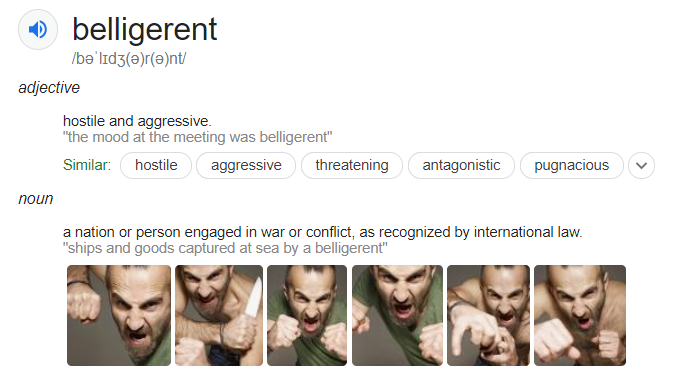 belligerent
/bəˈlɪdʒ(ə)r(ə)nt/
adjective
hostile and aggressive.
"the mood at the meeting was belligerent"
Similar: hostile aggressive threatening antagonistic pugnacious
noun
a nation or person engaged in war or conflict, as recognized by international law.
"ships and goods captured at sea by a belligerent"